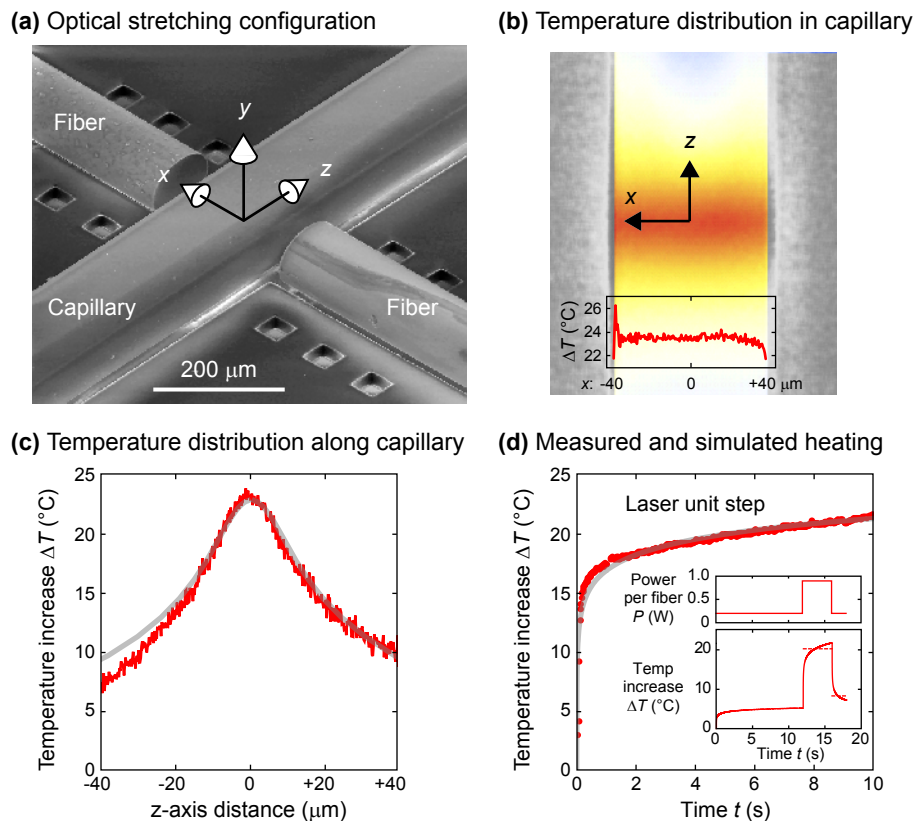 (a) Optical stretching configuration
Fiber
y
x
z
Capillary
Fiber
200 μm
(b) Temperature distribution in capillary
z
x
ΔT (°C)
26
24
22
x: -40 0 +40 μm
(c) Temperature distribution along capillary
Temperature increase ΔT (°C)
25
20
15
10
5
0
-40 -20 0 +20 +40
z-axis distance (μm)
(d) Measured and simulated heating
Temperature increase ΔT (°C)
25
20
15
10
5
0
Laser unit step
Power
per fiber
P (W)
1.0
0.5
Temp
increase
ΔT (°C)
20
10
0
0 5 10 15 20
Time t (s)
0 2 4 6 8 10
Time t (s)